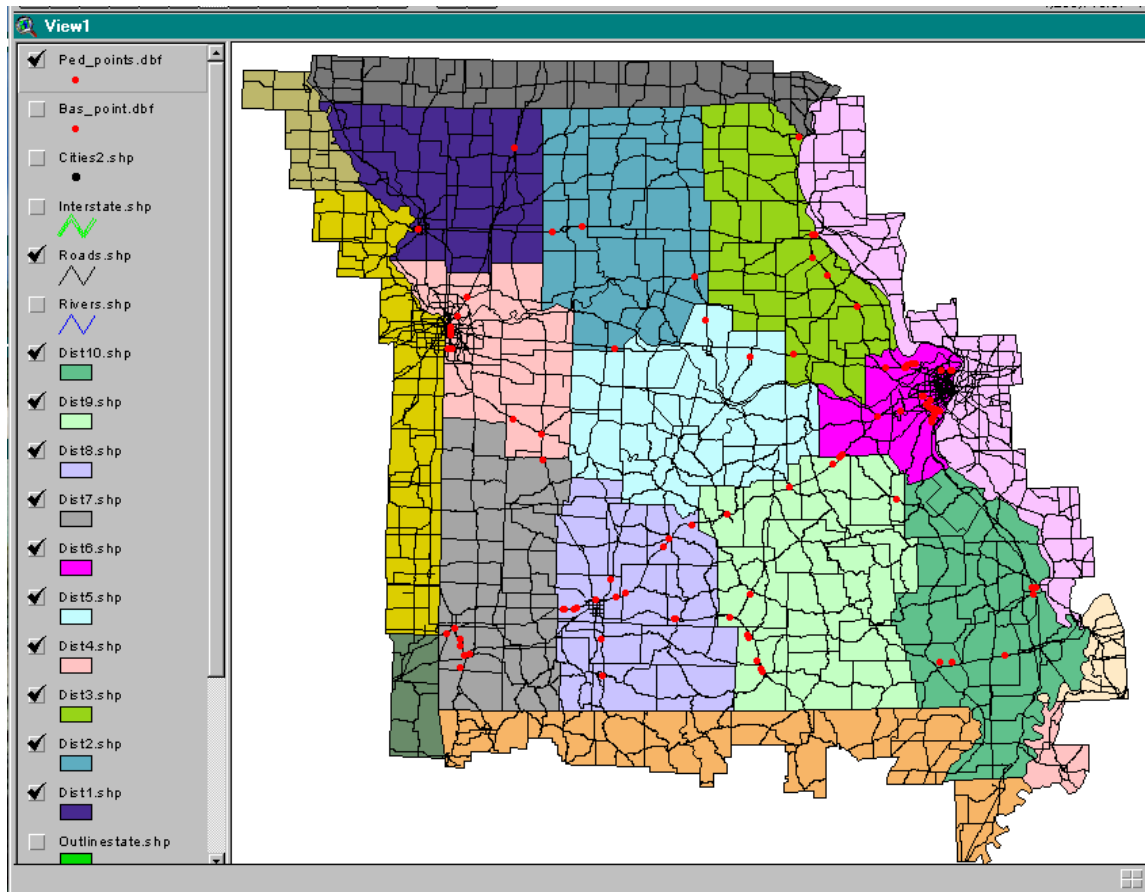 View1
Ped_points.dbf
Bas_point.dbf
Cities2.shp
Interstate.shp
Roads.shp
Rivers.shp
Dist10.shp
Dist9.shp
Dist8.shp
Dist7.shp
Dist6.shp
Dist5.shp
Dist4.shp
Dist3.shp
Dist2.shp
Dist1.shp
Outlinestate.shp